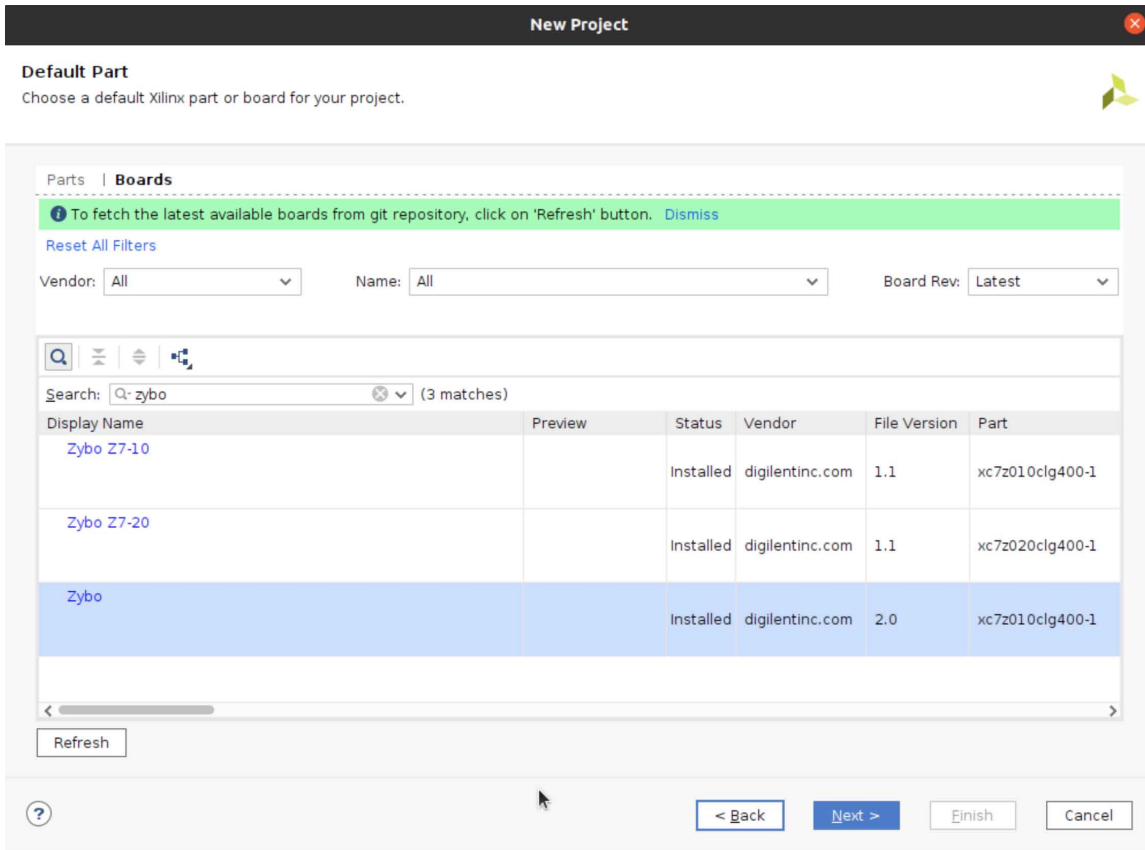 New Project
Default Part
Choose a default Xilinx part or board for your project.
Parts | Boards
To fetch the latest available boards from git repository, click on 'Refresh' button. Dismiss
Reset All Filters
Vendor: All Name: All Board Rev: Latest
Search: zybo (3 matches)
Display Name Preview Status Vendor File Version Part
Zybo Z7-10 Installed digilentinc.com 1.1 xc7z010clg400-1
Zybo Z7-20 Installed digilentinc.com 1.1 xc7z020clg400-1
Zybo Installed digilentinc.com 2.0 xc7z010clg400-1
Refresh
? < Back Next > Finish Cancel